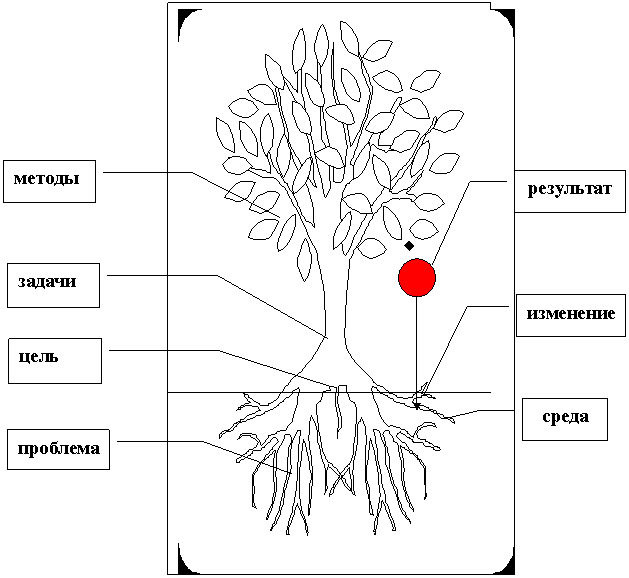 методы
задачи
цель
проблема
результат
изменение
среда